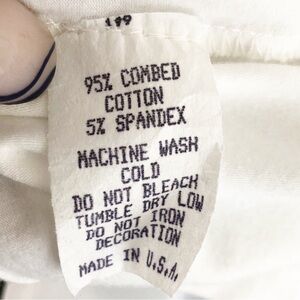 95% COMBED
COTTON
5% SPANDEX
MACHINE WASH
COLD
DO NOT BLEACH
TUMBLE DRY LOW
DO NOT IRON
DECORATION
MADE IN U.S.A.